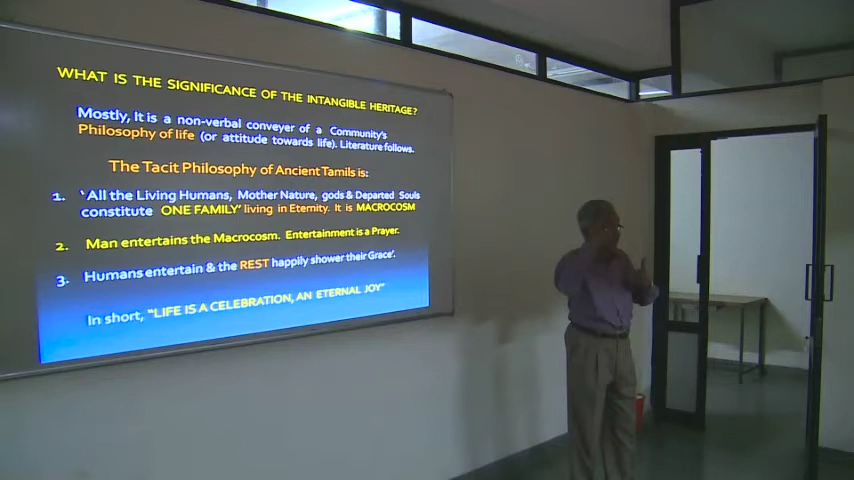 WHAT IS THE SIGNIFICANCE OF THE INTANGIBLE HERITAGE?
Mostly, It is a non-verbal conveyer of a Community's
Philosophy of life (or attitude towards life). Literature follows.
The Tacit Philosophy of Ancient Tamils is:
1. 'All the Living Humans, Mother Nature, gods & Departed Souls
constitute ONE FAMILY' living in Eternity. It is MACROCOSM
2. Man entertains the Macrocosm. Entertainment is a Prayer.
3. Humans entertain & the REST happily shower their Grace'.
In short, "LIFE IS A CELEBRATION, AN ETERNAL JOY"